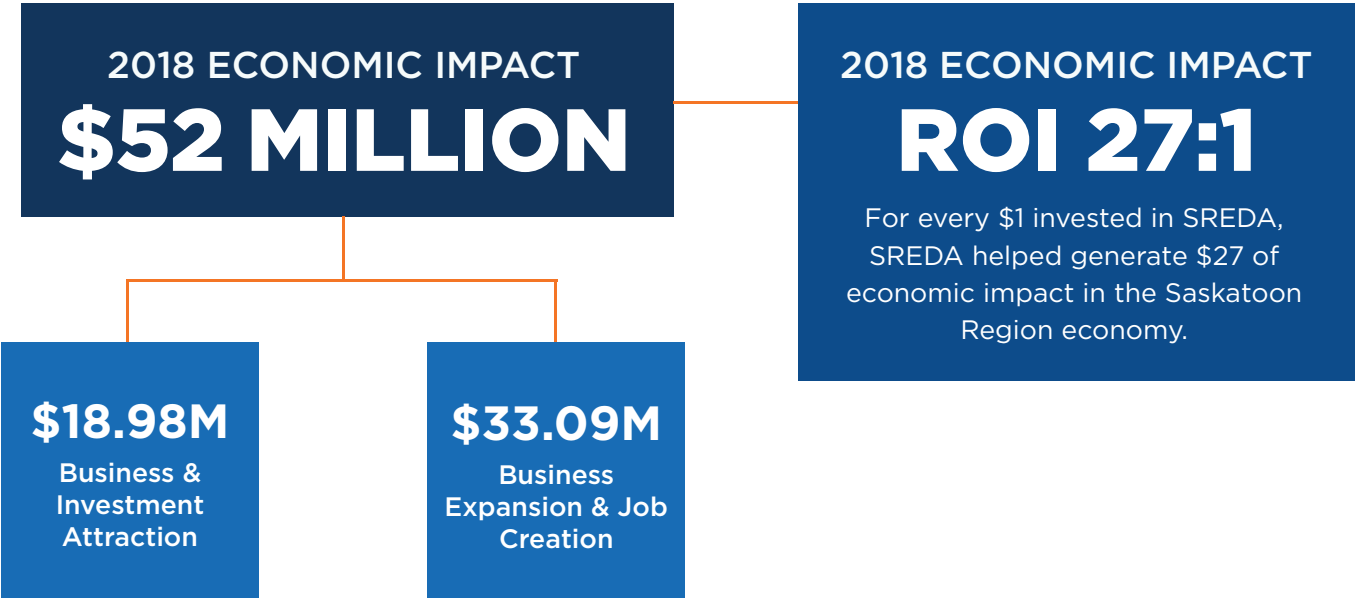 2018 ECONOMIC IMPACT
$52 MILLION
2018 ECONOMIC IMPACT
ROI 27:1
For every $1 invested in SREDA,
SREDA helped generate $27 of
economic impact in the Saskatoon
Region economy.
$18.98M
Business &
Investment
Attraction
$33.09M
Business
Expansion & Job
Creation